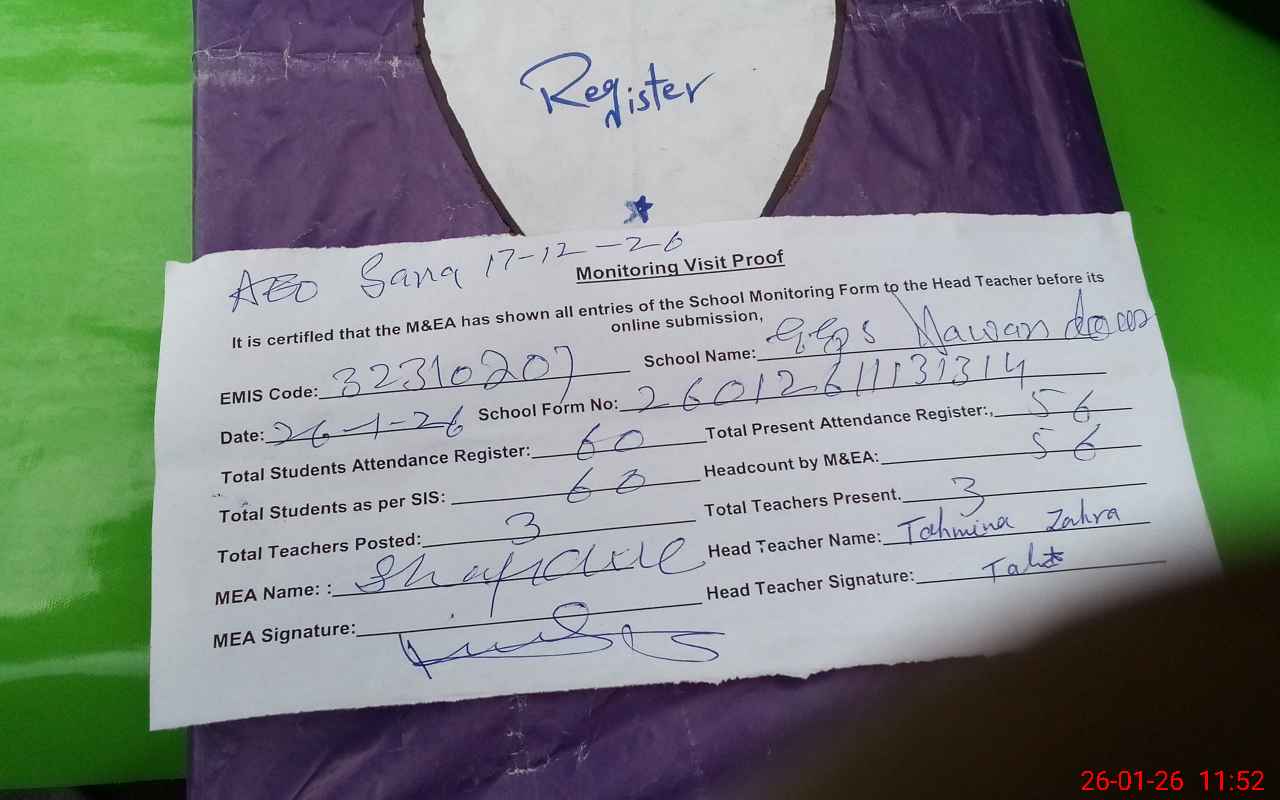 Register
AEO Sana 17-12-26
Monitoring Visit Proof
It is certified that the M&EA has shown all entries of the School Monitoring Form to the Head Teacher before its
online submission,
EMIS Code: 32310207 School Name: GGPS Nawan
Date: 26-1-26 School Form No: 26012611131314
Total Students Attendance Register: 60 Total Present Attendance Register:, 56
Total Students as per SIS: 60 Headcount by M&EA: 56
Total Teachers Posted: 3 Total Teachers Present. 3
MEA Name: : Head Teacher Name: Tahmina Zahra
MEA Signature: Head Teacher Signature:
26-01-26 11:52